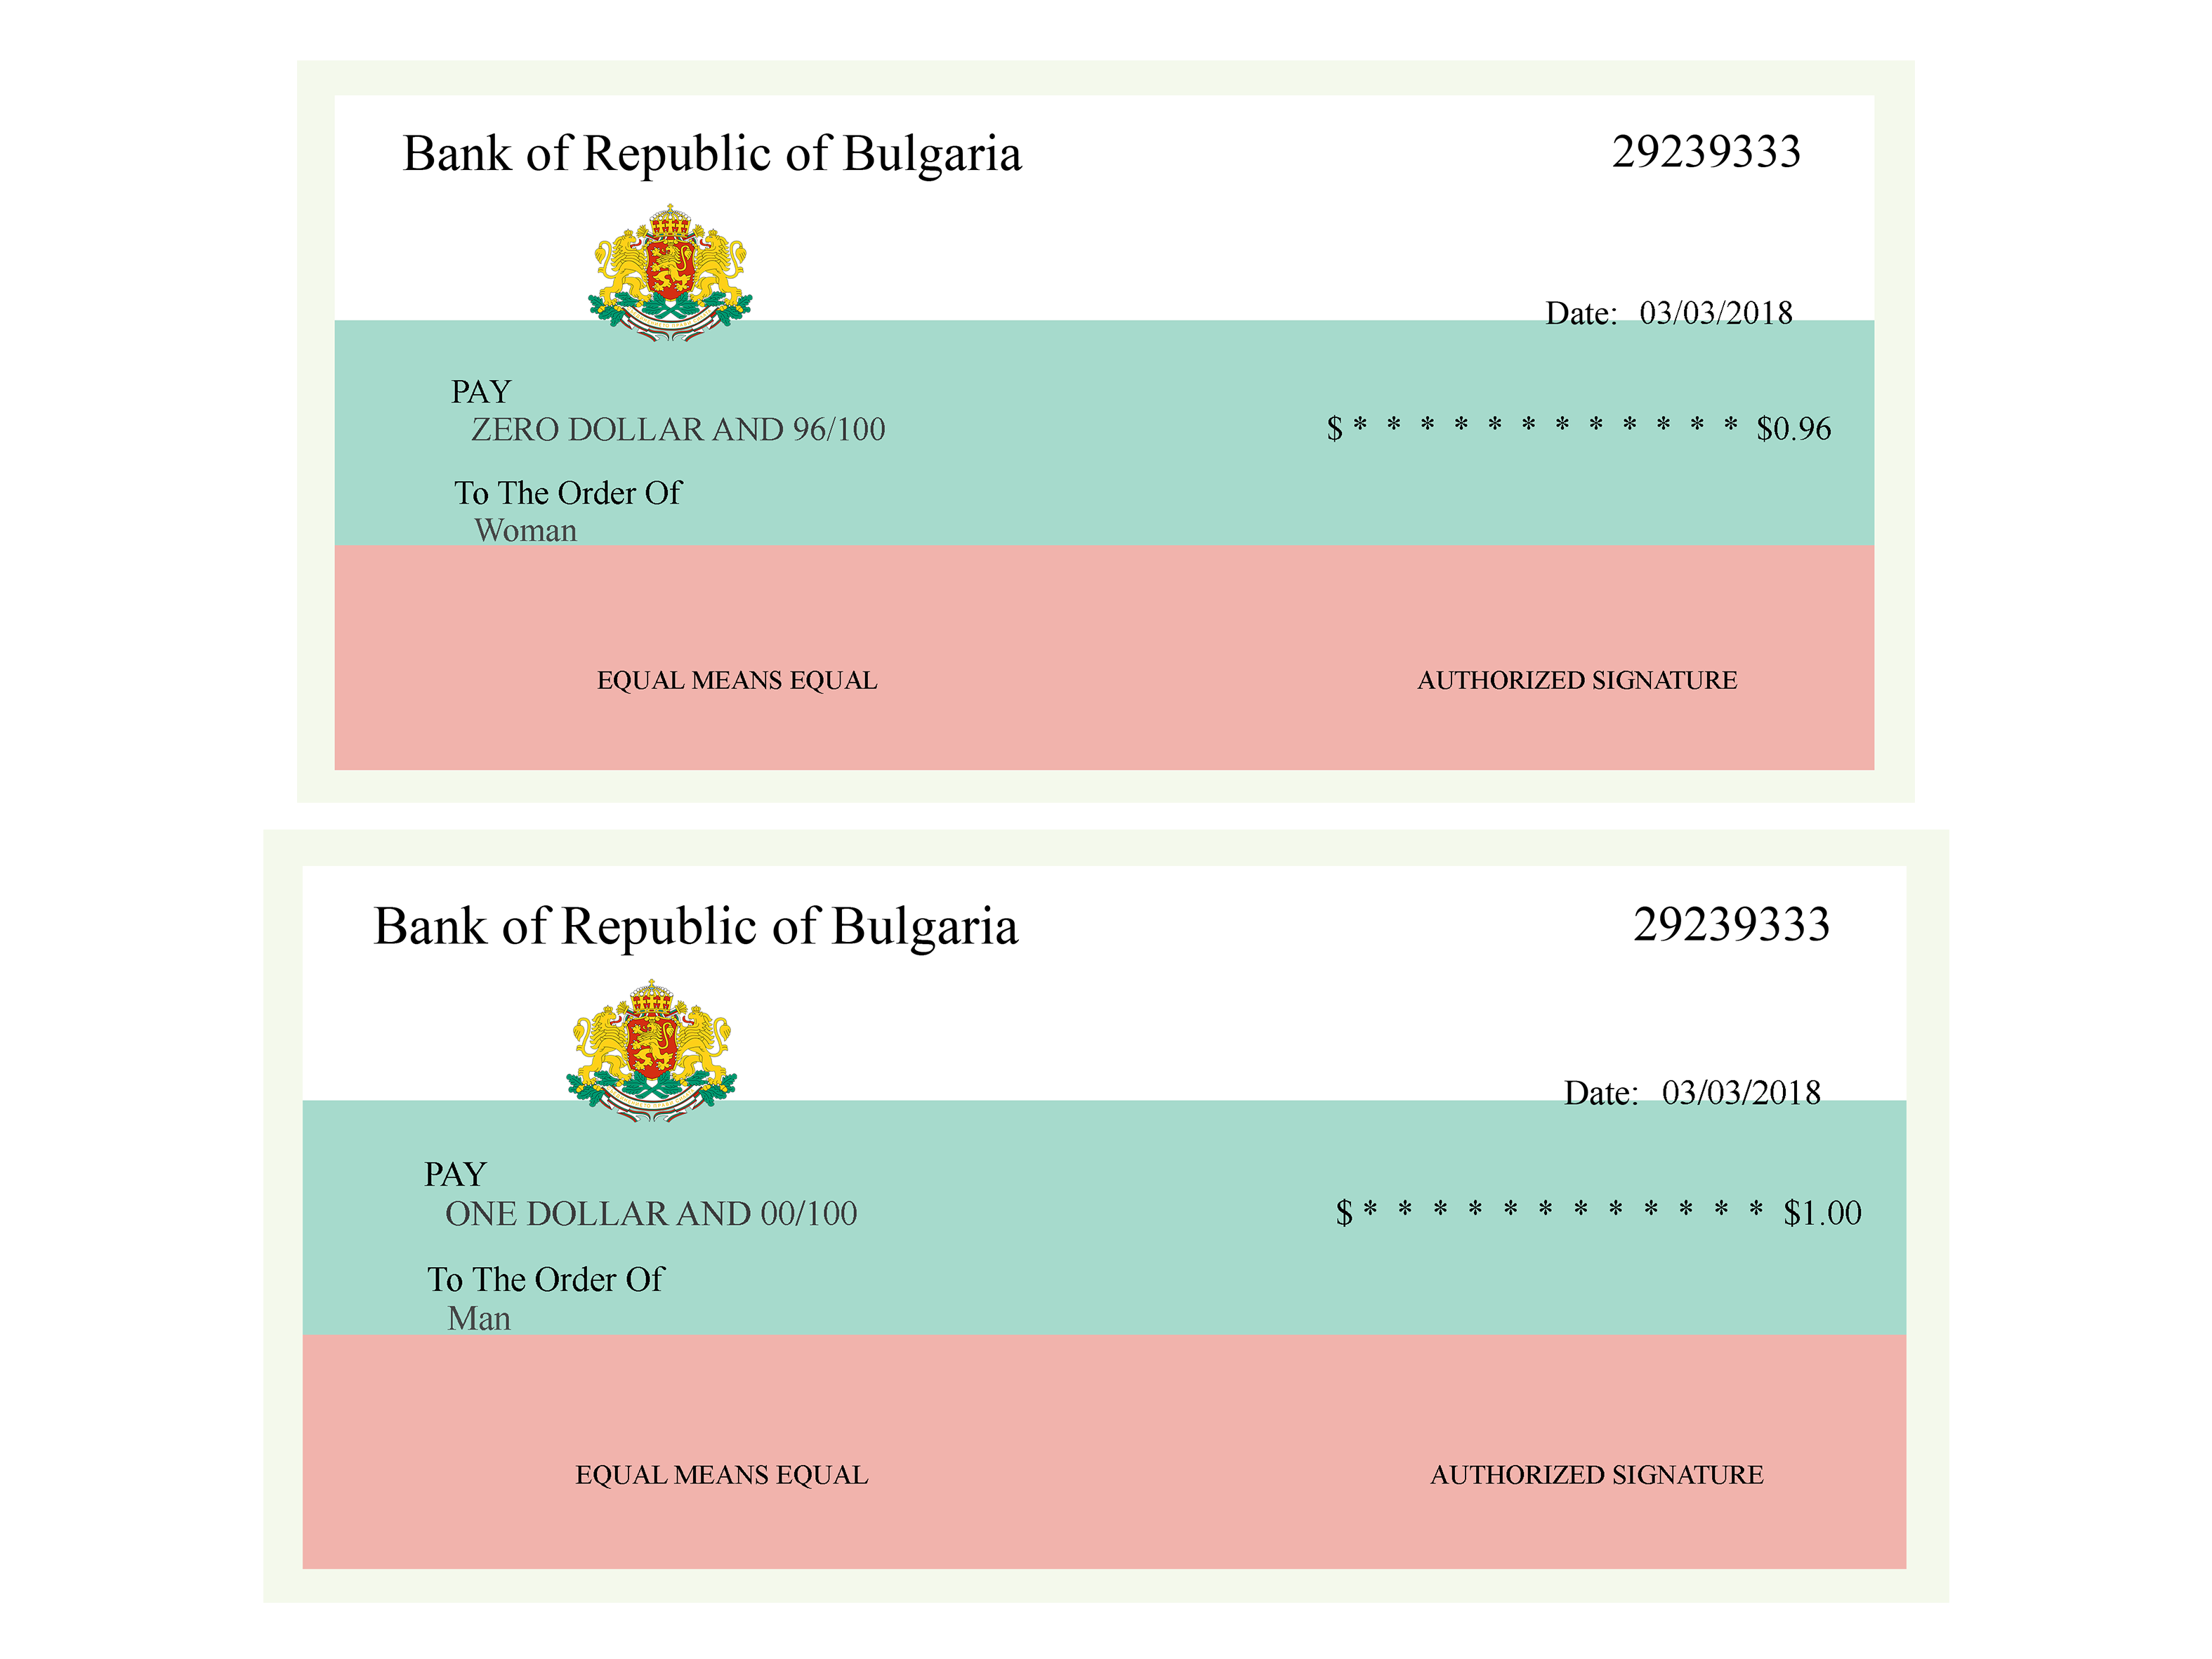 Bank of Republic of Bulgaria 29239333
Date: 03/03/2018
PAY
ZERO DOLLAR AND 96/100 $ * * * * * * * * * * * * $0.96
To The Order Of
Woman
EQUAL MEANS EQUAL AUTHORIZED SIGNATURE
Bank of Republic of Bulgaria 29239333
Date: 03/03/2018
PAY
ONE DOLLAR AND 00/100 $ * * * * * * * * * * * * $1.00
To The Order Of
Man
EQUAL MEANS EQUAL AUTHORIZED SIGNATURE